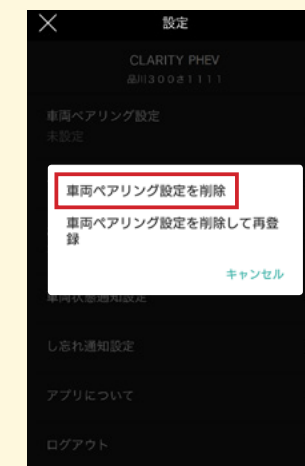 設定
CLARITY PHEV
品川300さ1111
車両ペアリング設定
未設定
車両ペアリング設定を削除
車両ペアリング設定を削除して再登
録
キャンセル
車両状態通知設定
し忘れ通知設定
アプリについて
ログアウト